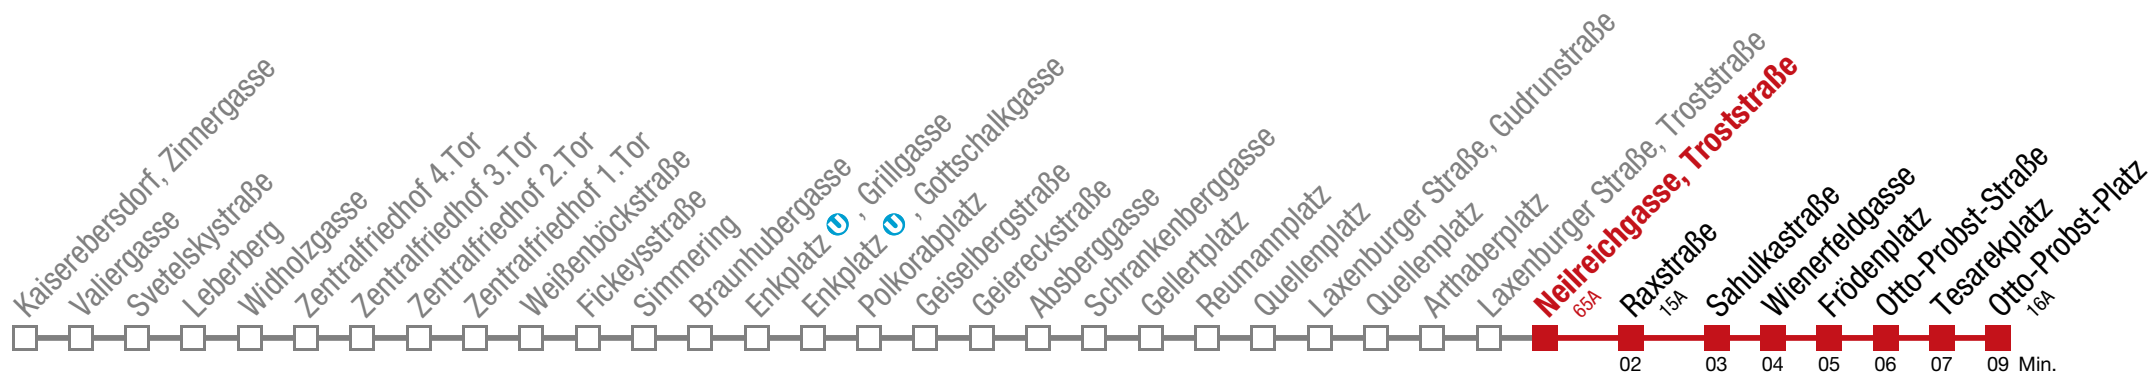 Kaiserebersdorf, Zinnergasse
Valiergasse
Svetelskystraße
Leberberg
Widholzgasse
Zentralfriedhof 4.Tor
Zentralfriedhof 3.Tor
Zentralfriedhof 2.Tor
Zentralfriedhof 1.Tor
Weißenböckstraße
Fickeysstraße
Simmering
Braunhubergasse
Enkplatz U , Grillgasse
Enkplatz U , Gottschalkgasse
Polkorabplatz
Geiselbergstraße
Geiereckstraße
Absberggasse
Schrankenberggasse
Gellertplatz
Reumannplatz
Quellenplatz
Laxenburger Straße, Gudrunstraße
Quellenplatz
Arthaberplatz
Laxenburger Straße, Troststraße
Neilreichgasse, Troststraße
65A
Raxstraße
15A
Sahulkastraße
Wienerfeldgasse
Frödenplatz
Otto-Probst-Straße
Tesarekplatz
Otto-Probst-Platz
16A
02 03 04 05 06 07 09 Min.